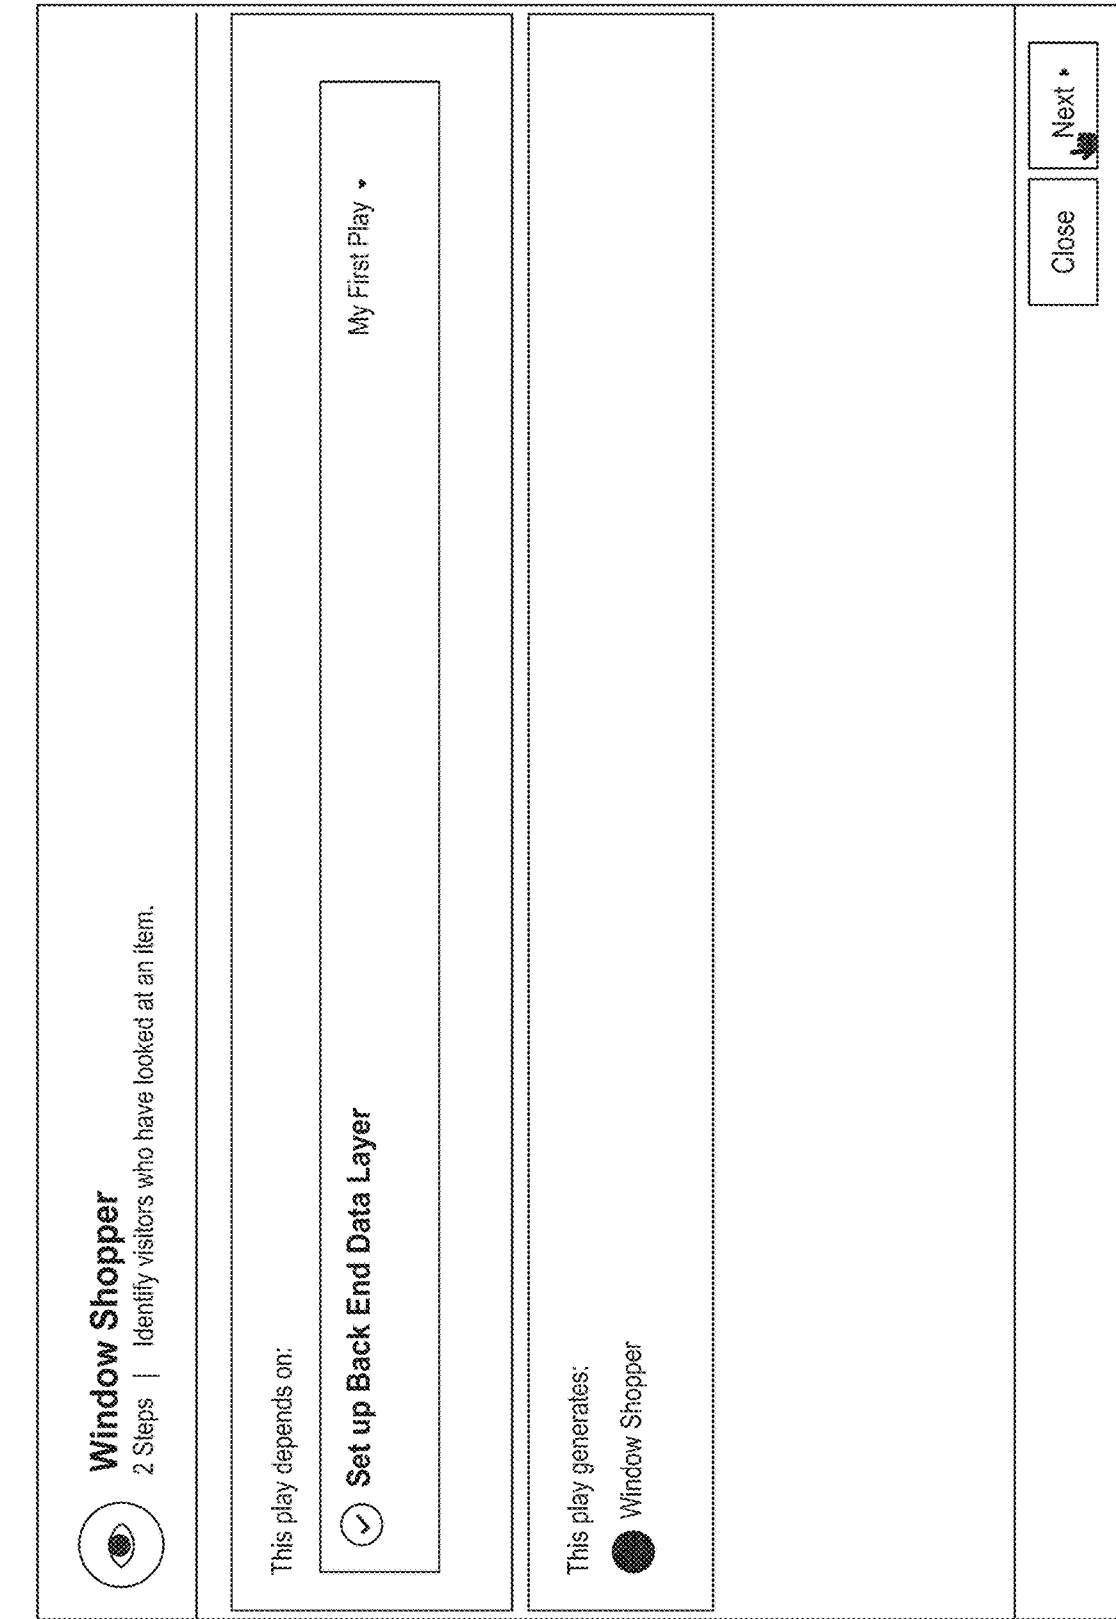 Window Shopper
2 Steps | Identify visitors who have looked at an item.
This play depends on:
Set up Back End Data Layer
My First Play
This play generates:
Window Shopper
Close
Next